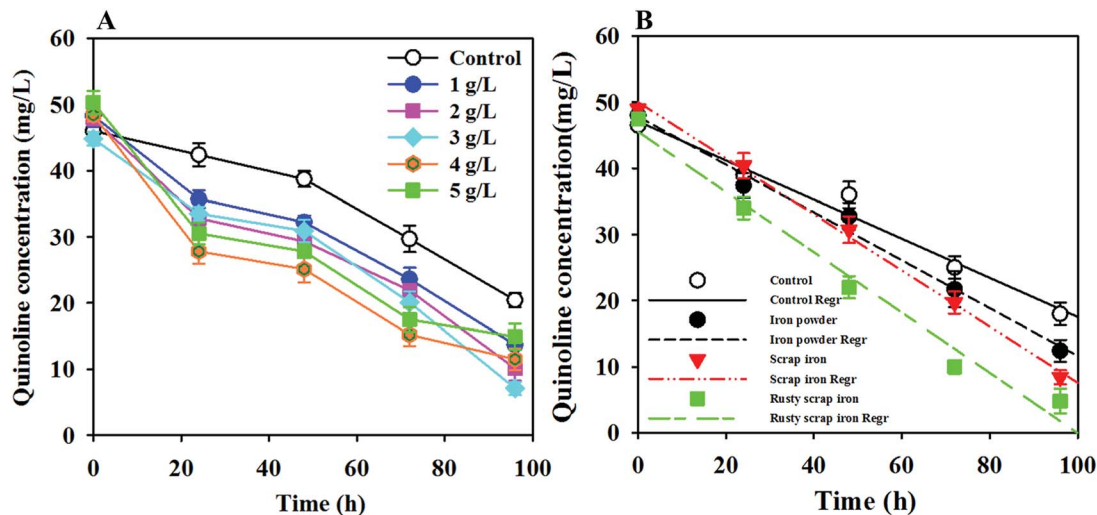 A
Quinoline concentration (mg/L)
60
50
40
30
20
10
0
Control
1 g/L
2 g/L
3 g/L
4 g/L
5 g/L
0 20 40 60 80 100
Time (h)
B
Quinoline concentration(mg/L)
60
50
40
30
20
10
0
Control
Control Regr
Iron powder
Iron powder Regr
Scrap iron
Scrap iron Regr
Rusty scrap iron
Rusty scrap iron Regr
0 20 40 60 80 100
Time (h)